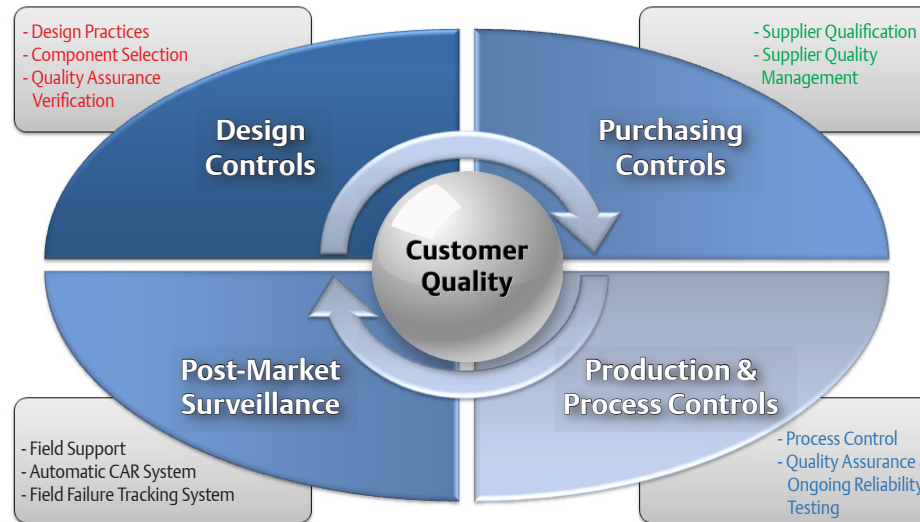 - Design Practices
- Component Selection
- Quality Assurance
Verification
- Supplier Qualification
- Supplier Quality
Management
Design
Controls
Purchasing
Controls
Customer
Quality
Post-Market
Surveillance
Production &
Process Controls
- Field Support
- Automatic CAR System
- Field Failure Tracking System
- Process Control
- Quality Assurance
Ongoing Reliability
Testing